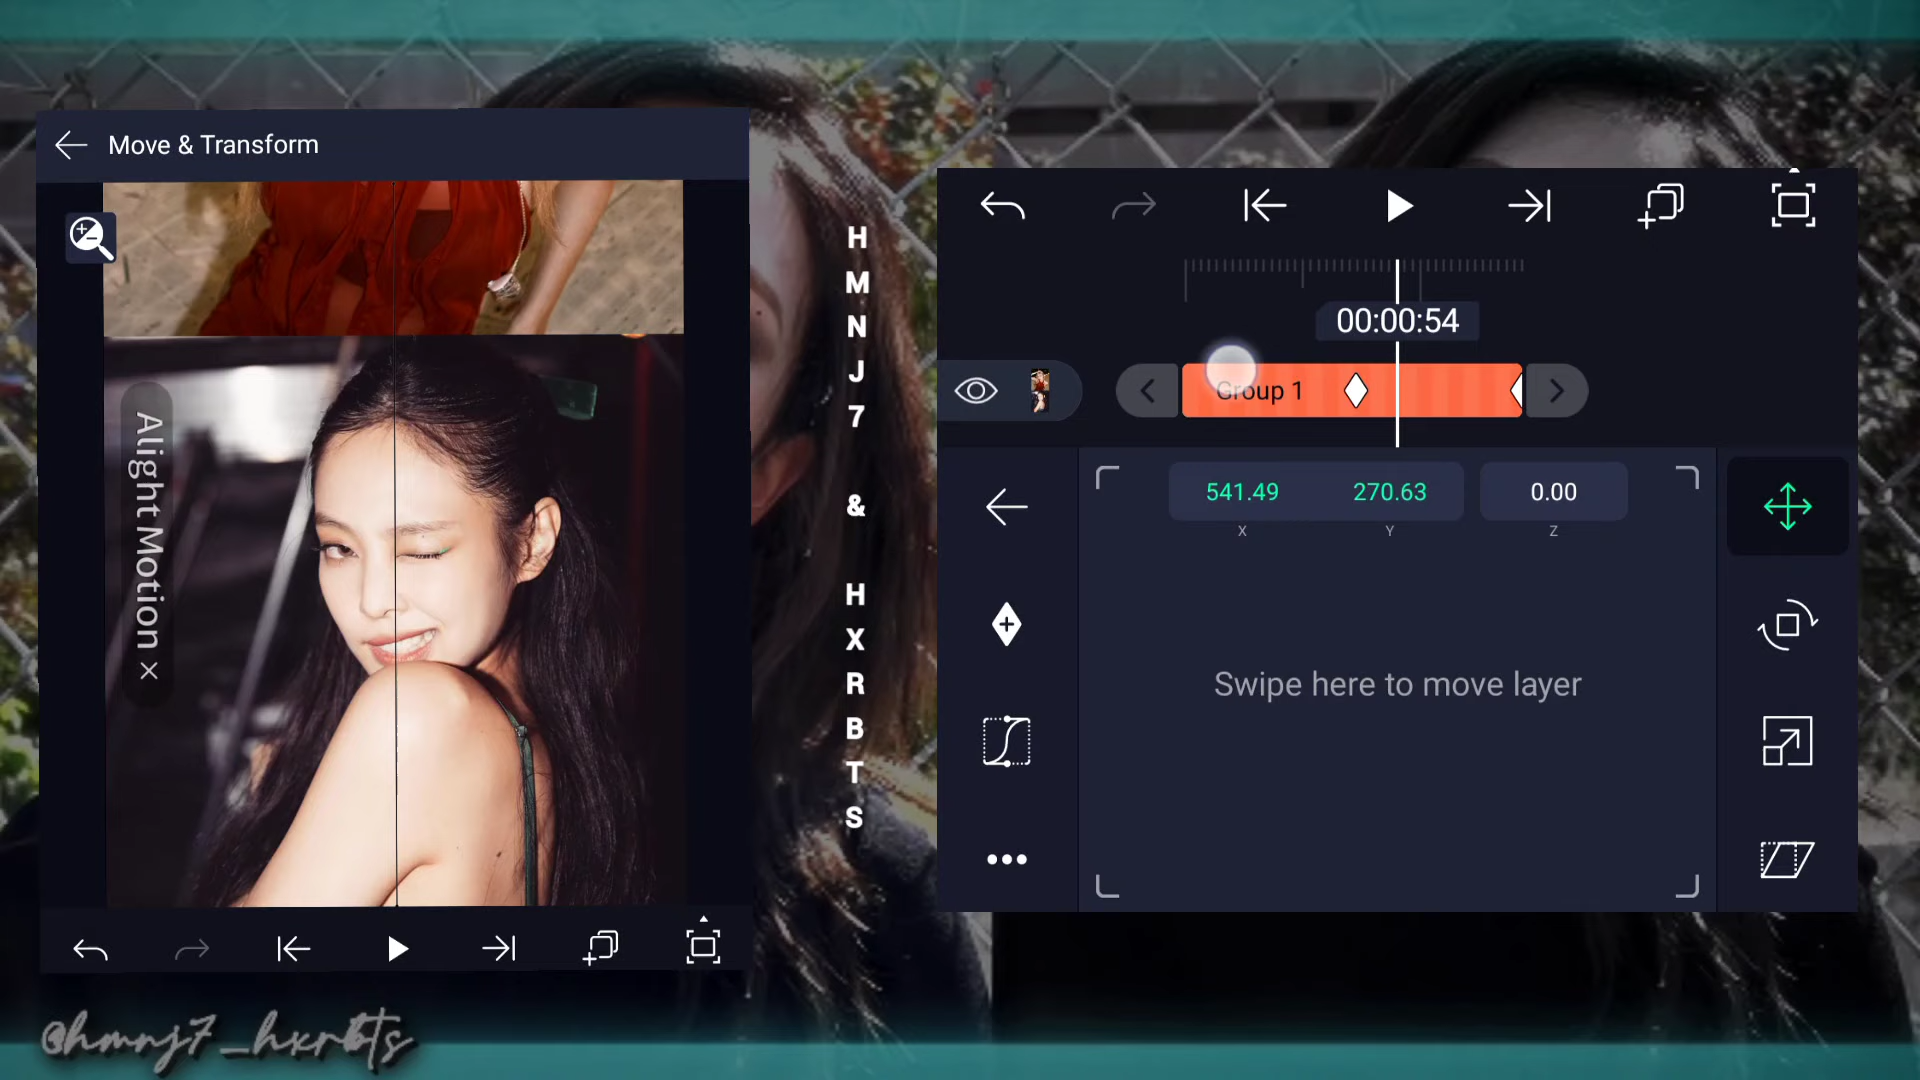 Move & Transform
Alight Motion ×
H
M
N
J
7
&
H
X
R
B
T
S
00:00:54
Group 1
541.49 270.63 0.00
X Y Z
Swipe here to move layer
@hmnj7_hxrbts